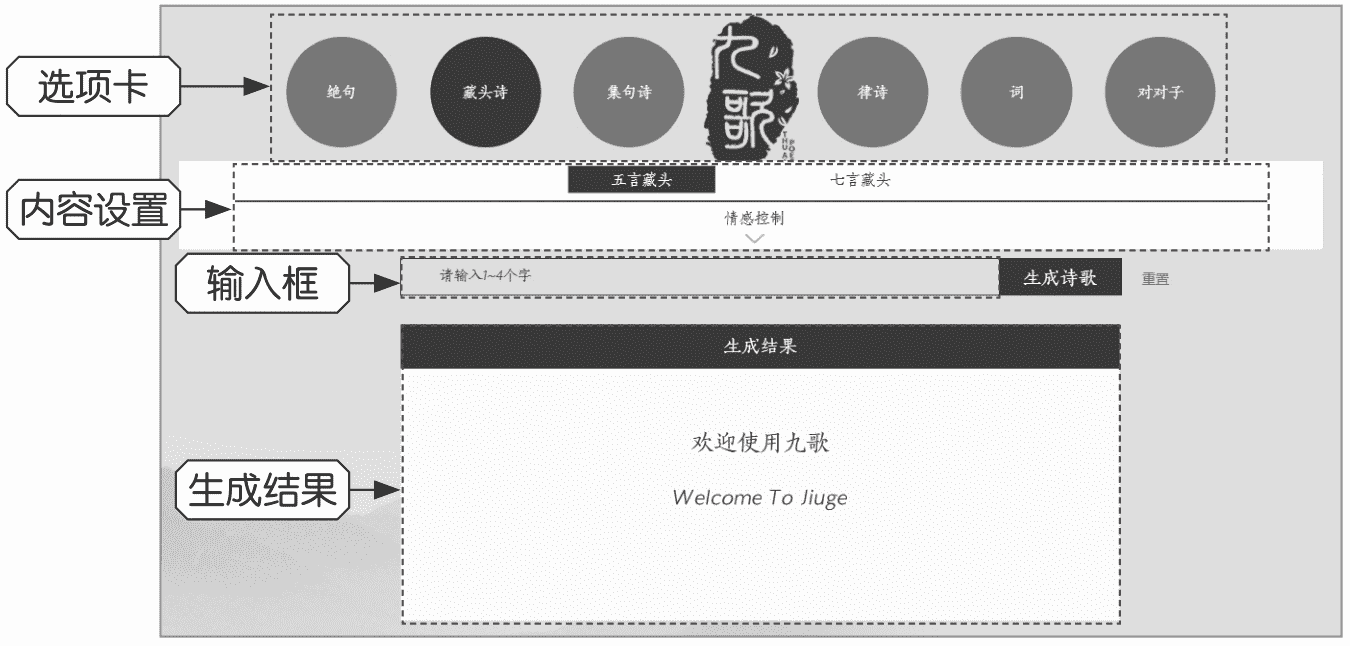 选项卡
绝句
藏头诗
集句诗
九歌
THUAI
POET
律诗
词
对对子
内容设置
五言藏头
七言藏头
情感控制
输入框
请输入1~4个字
生成诗歌
重置
生成结果
生成结果
欢迎使用九歌
Welcome To Jiuge